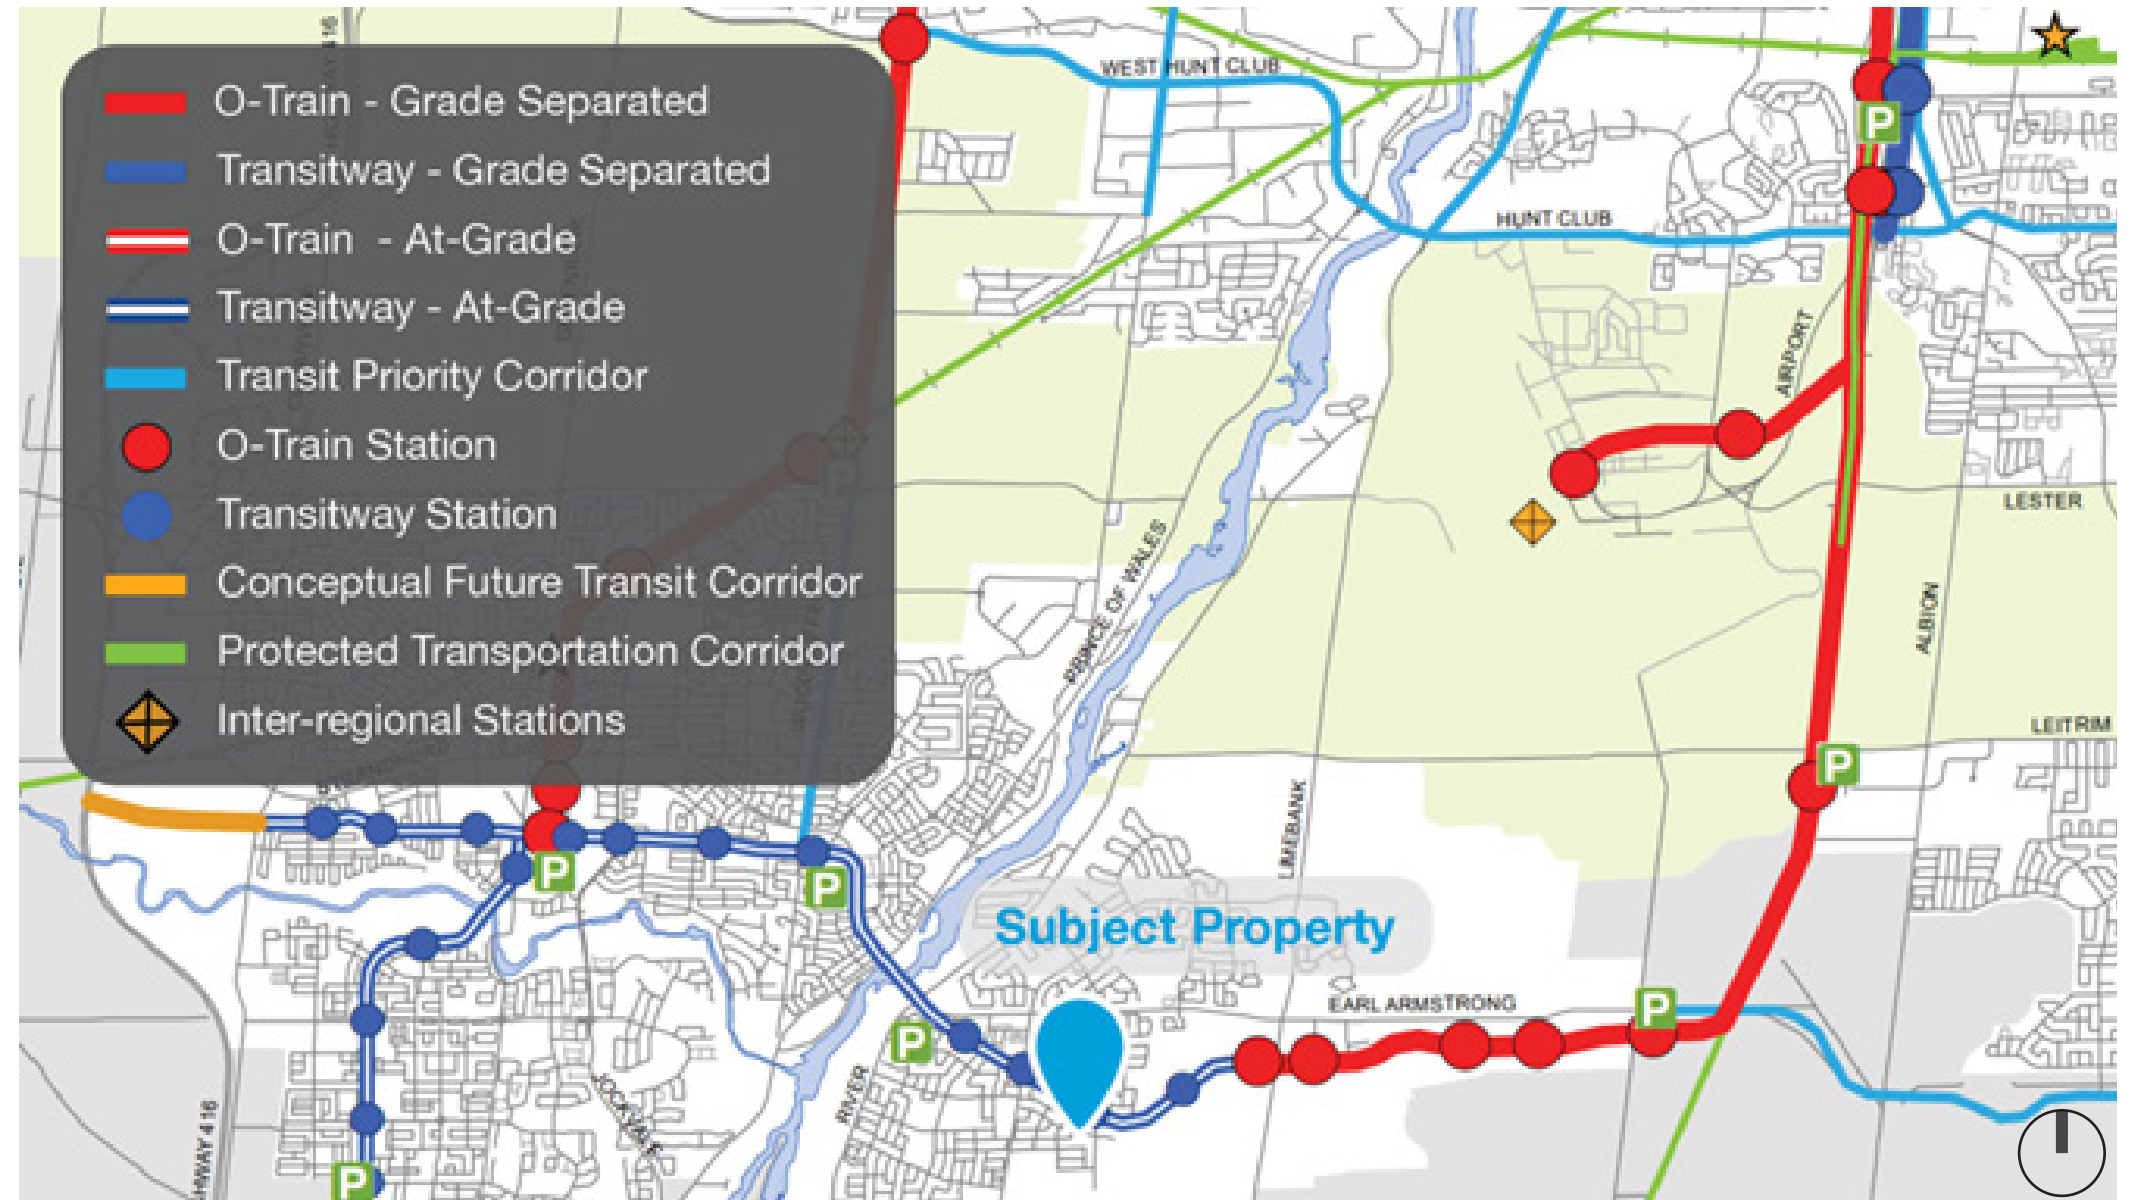 O-Train - Grade Separated
Transitway - Grade Separated
O-Train - At-Grade
Transitway - At-Grade
Transit Priority Corridor
O-Train Station
Transitway Station
Conceptual Future Transit Corridor
Protected Transportation Corridor
Inter-regional Stations
WEST HUNT CLUB
HUNT CLUB
P
AIRPORT
LESTER
PRINCE OF WALES
ALBION
LEITRIM
P
LIMEBANK
P
P
Subject Property
EARL ARMSTRONG
P
P
RIVER
JOCKVALE
HWAY 416
P